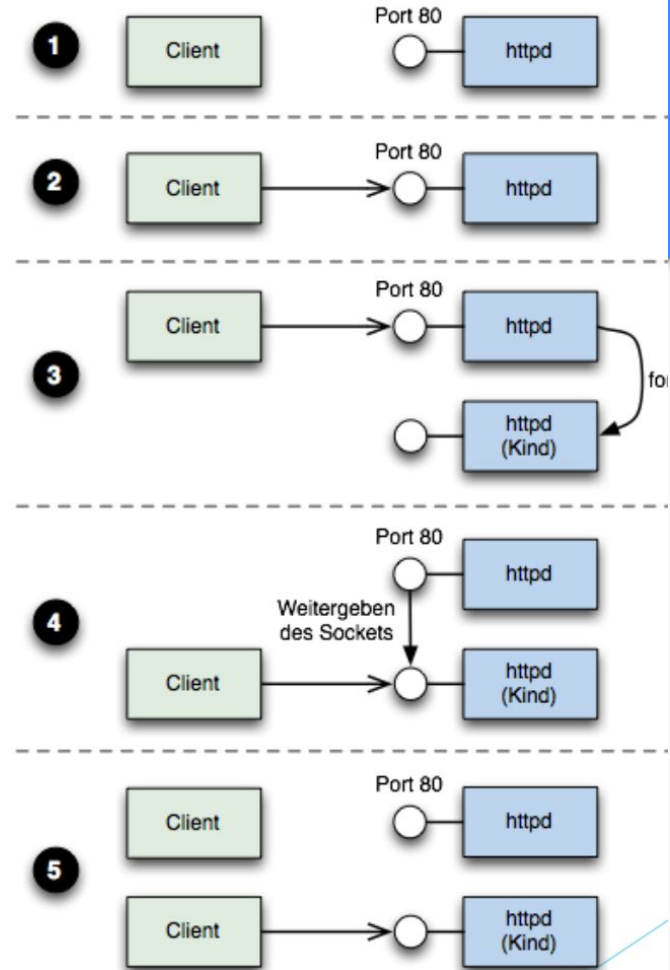 Port 80
1
Client
httpd
Port 80
2
Client
httpd
Port 80
Client
httpd
3
httpd
(Kind)
Port 80
httpd
Weitergeben
des Sockets
4
Client
httpd
(Kind)
Port 80
Client
httpd
5
Client
httpd
(Kind)